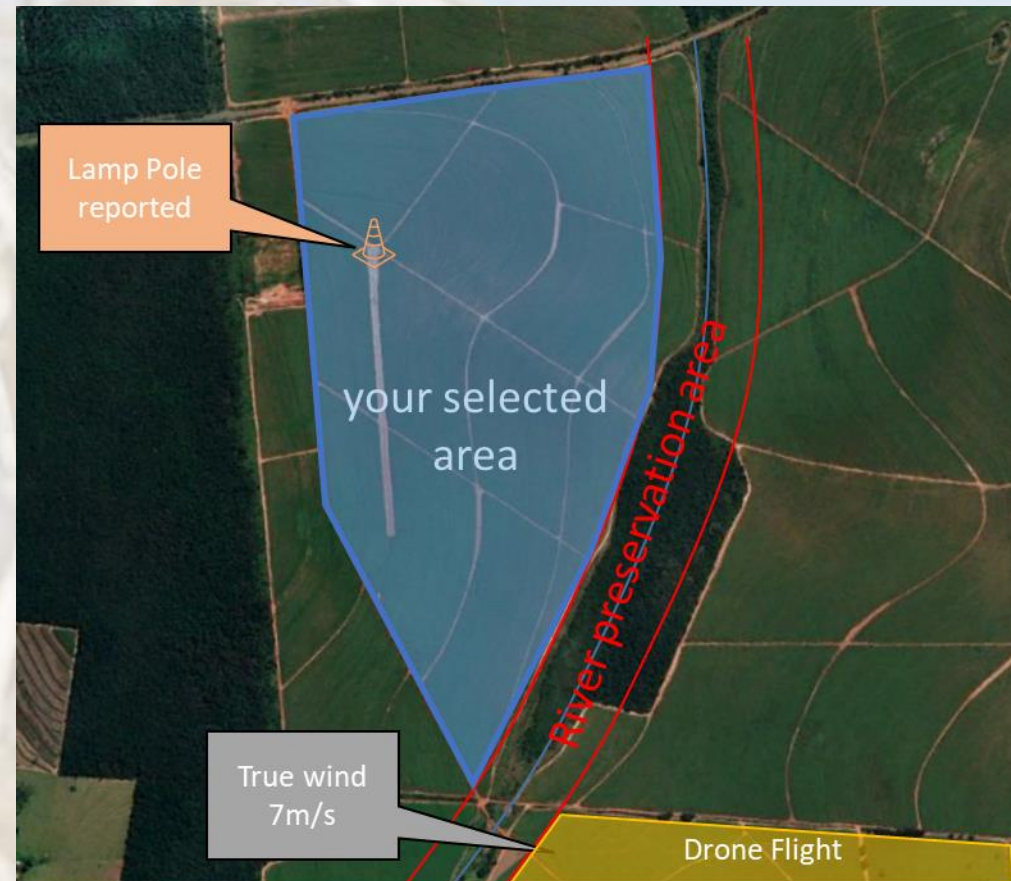 Lamp Pole
reported
your selected
area
River preservation area
True wind
7m/s
Drone Flight